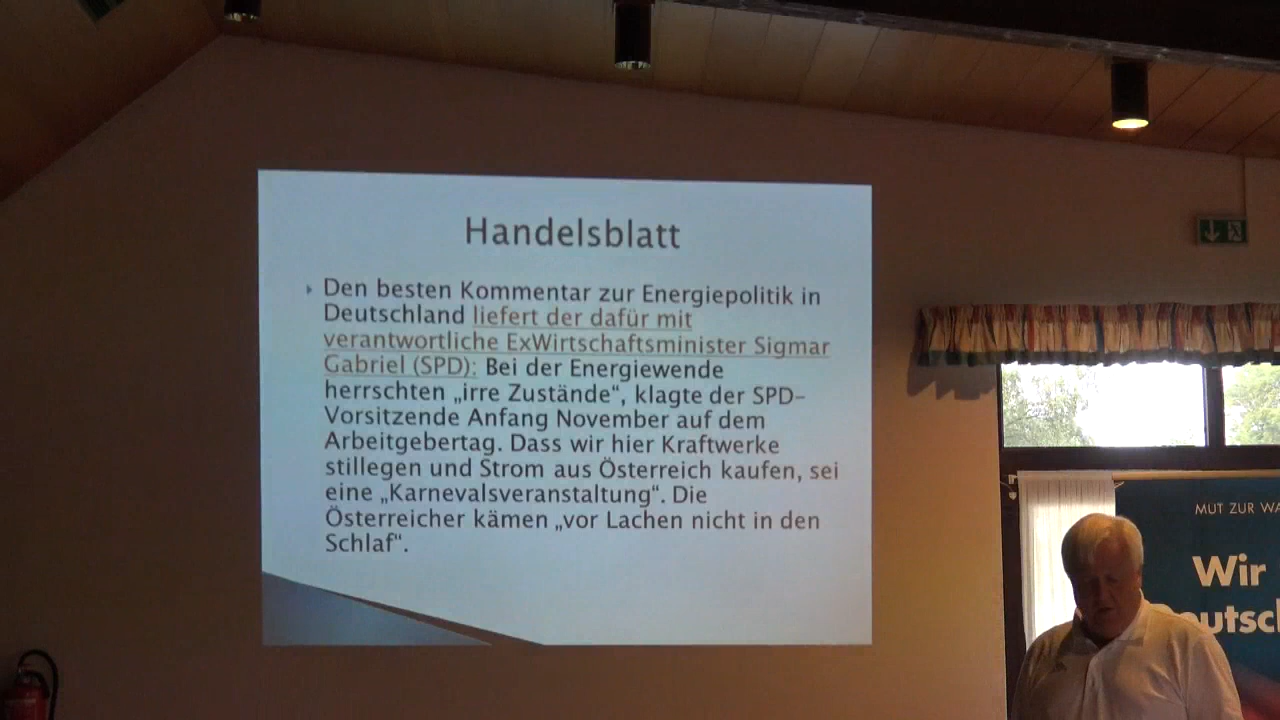 Handelsblatt
Den besten Kommentar zur Energiepolitik in
Deutschland liefert der dafür mit
verantwortliche ExWirtschaftsminister Sigmar
Gabriel (SPD): Bei der Energiewende
herrschten „irre Zustände“, klagte der SPD-
Vorsitzende Anfang November auf dem
Arbeitgebertag. Dass wir hier Kraftwerke
stillegen und Strom aus Österreich kaufen, sei
eine „Karnevalsveranstaltung“. Die
Österreicher kämen „vor Lachen nicht in den
Schlaf“.
MUT ZUR WA
Wir
eutsc